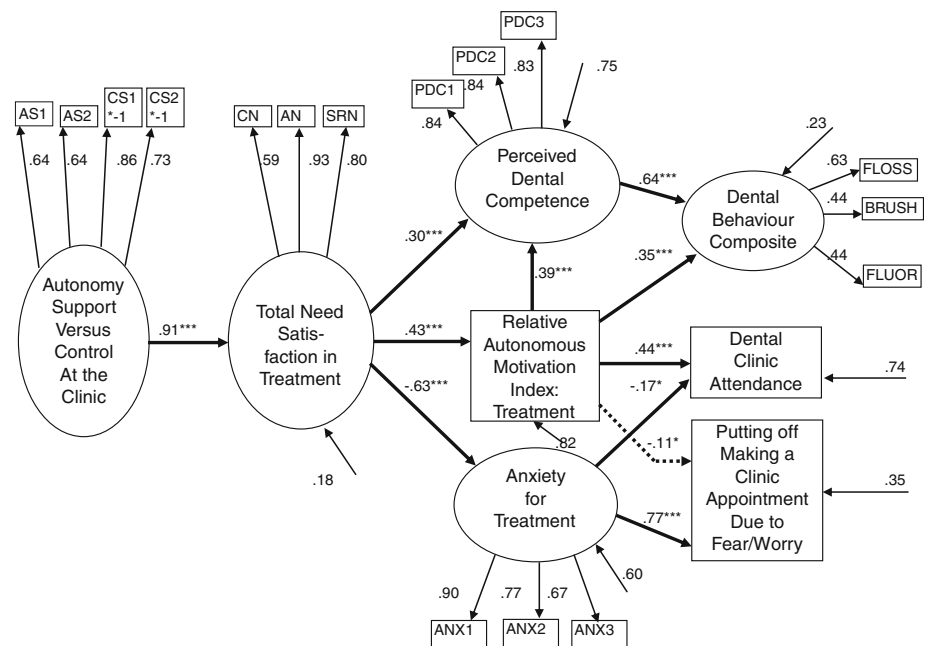 PDC3
PDC2
PDC1
.83
.84
.84
.75
AS1
AS2
CS1
*-1
CS2
*-1
CN
AN
SRN
.64
.64
.86
.73
.59
.93
.80
Perceived
Dental
Competence
.23
.63
FLOSS
.64***
.44
BRUSH
Dental
Behaviour
Composite
.44
FLUOR
.30***
.39***
.35***
Autonomy
Support
Versus
Control
At the
Clinic
.91***
Total Need
Satis-
faction in
Treatment
.43***
Relative
Autonomous
Motivation
Index:
Treatment
.44***
Dental
Clinic
Attendance
.74
-.63***
-.17*
.82
-.11*
.18
Anxiety
for
Treatment
.77***
Putting off
Making a
Clinic
Appointment
Due to
Fear/Worry
.35
.60
.90
.77
.67
ANX1
ANX2
ANX3